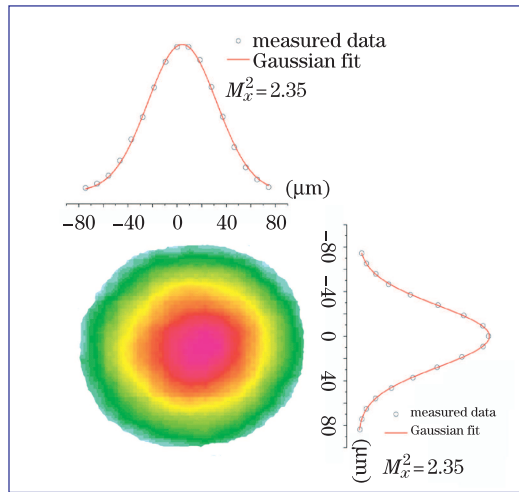 measured data
Gaussian fit
M_x^2=2.35
(μm)
−80 −40 0 40 80
−80
−40
0
40
80
(μm)
measured data
Gaussian fit
M_x^2=2.35